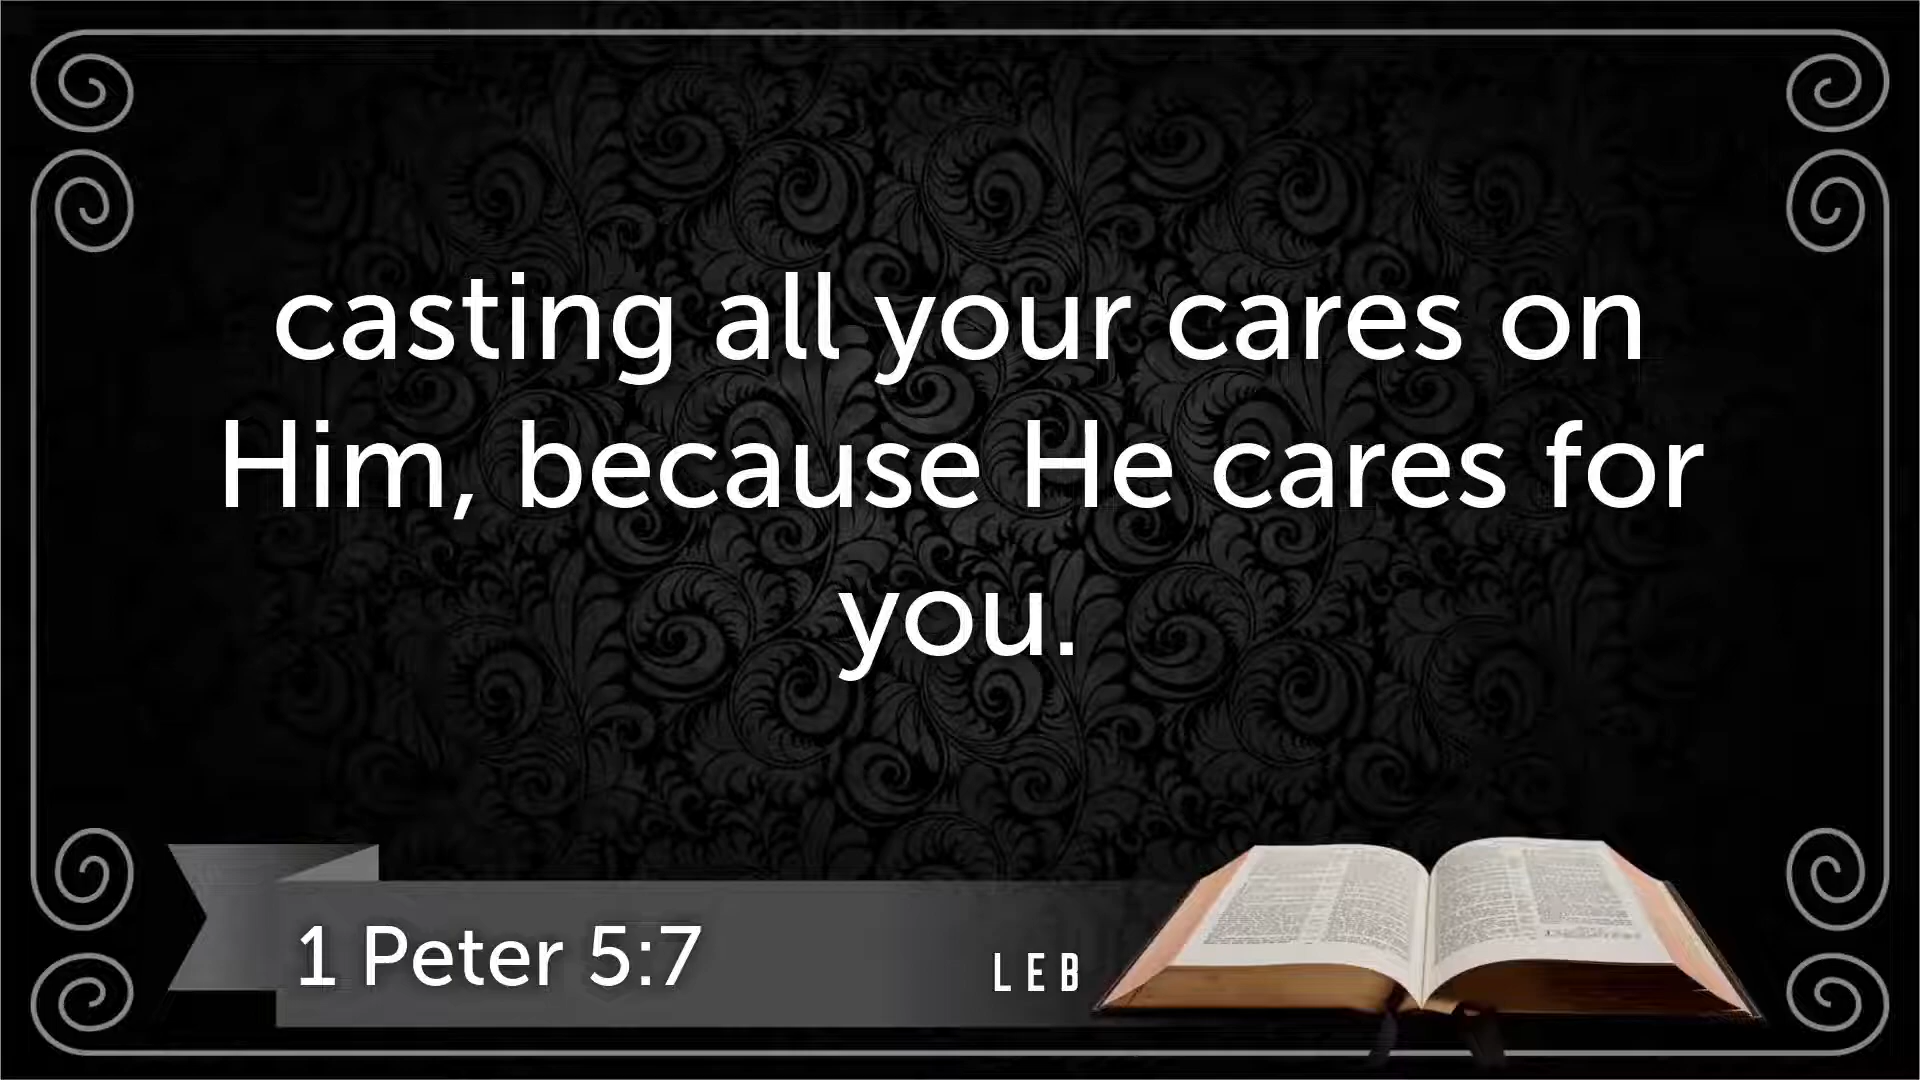 casting all your cares on
Him, because He cares for
you.
1 Peter 5:7
LEB